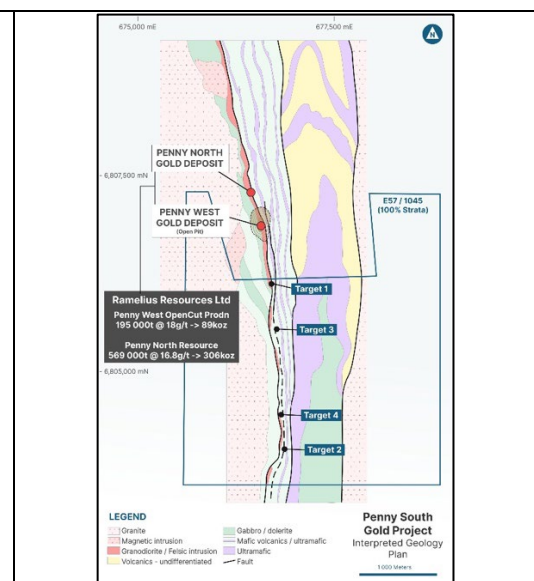 675,000 mE
677,500 mE
PENNY NORTH
GOLD DEPOSIT
6,807,500 mN
PENNY WEST
GOLD DEPOSIT
(Open Pit)
E57 / 1045
(100% Strata)
Target 1
Ramelius Resources Ltd
Penny West OpenCut Prodn
195 000t @ 18g/t -> 89koz
Penny North Resource
569 000t @ 16.8g/t -> 306koz
Target 3
6,805,000 mN
Target 4
Target 2
LEGEND
Granite
Magnetic intrusion
Granodiorite / Felsic intrusion
Volcanics - undifferentiated
Gabbro / dolerite
Mafic volcanics / ultramafic
Ultramafic
Fault
Penny South
Gold Project
Interpreted Geology
Plan
1 000 Meters